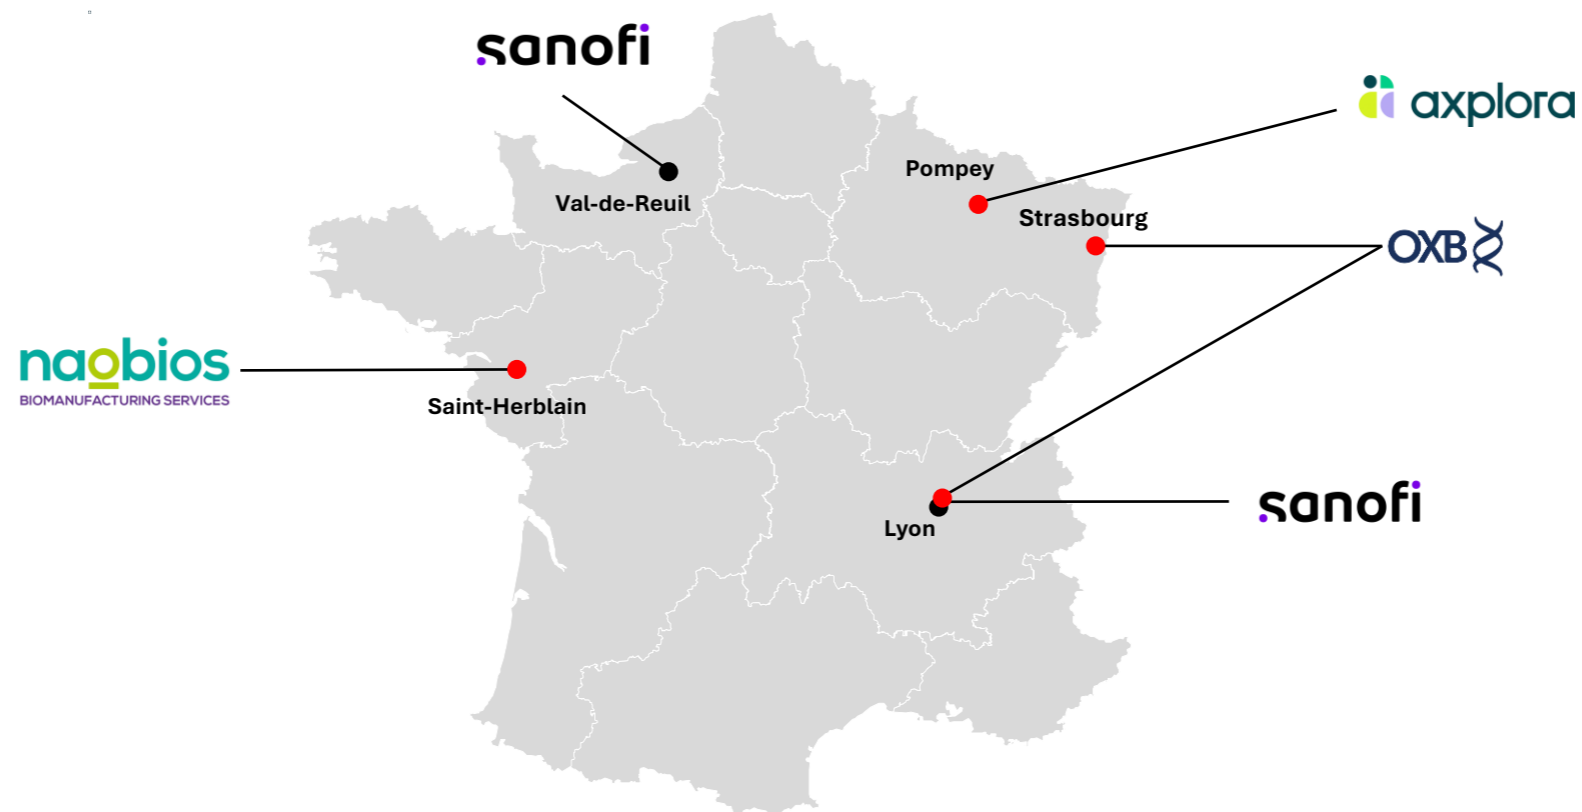 sanofi
axplora
Pompey
Val-de-Reuil
Strasbourg
OXB
naobios
BIOMANUFACTURING SERVICES
Saint-Herblain
sanofi
Lyon